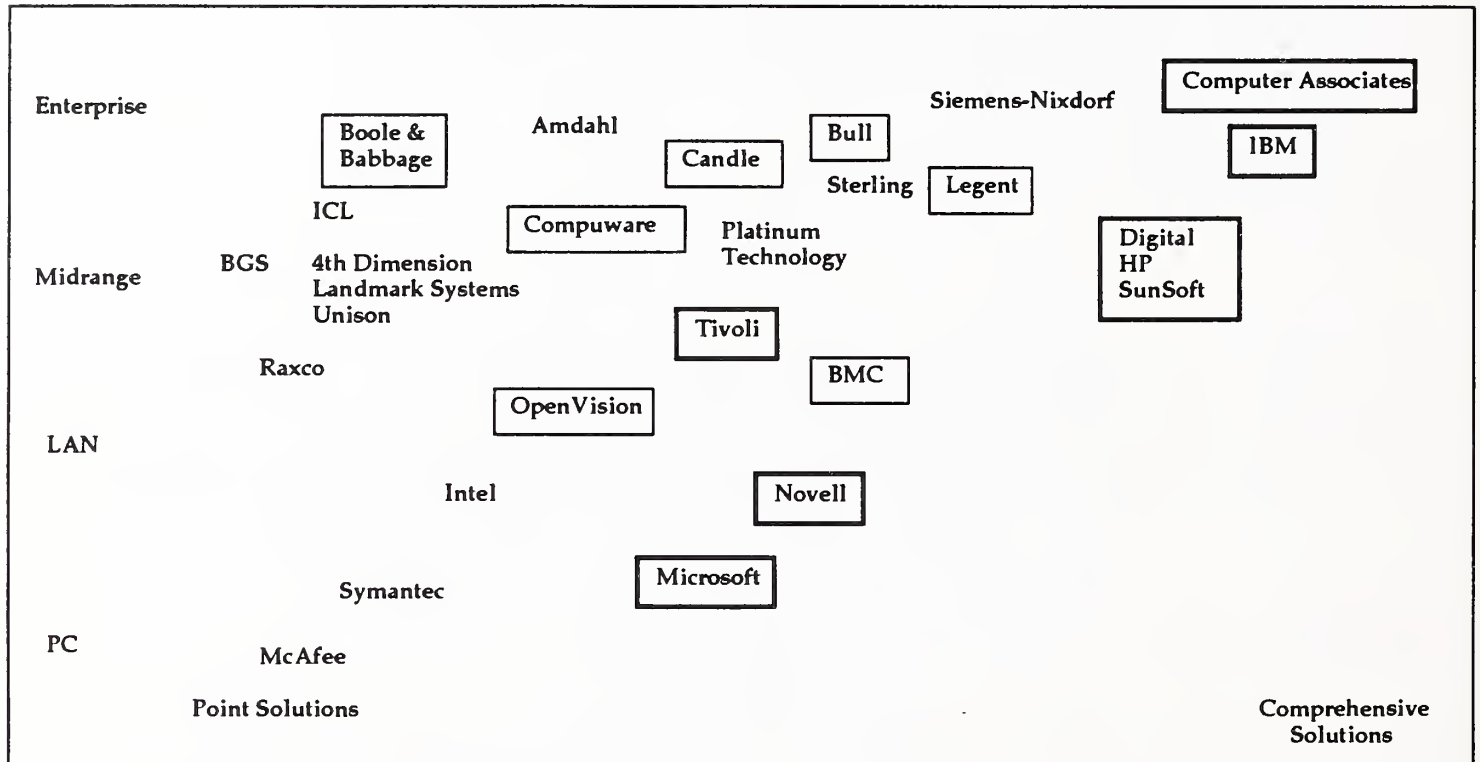 Computer Associates
Siemens-Nixdorf
Enterprise
Amdahl
Boole &
Babbage
Bull
IBM
Candle
Sterling
Legent
ICL
Compuware
Platinum
Technology
Digital
HP
SunSoft
BGS
4th Dimension
Landmark Systems
Unison
Midrange
Tivoli
Raxco
BMC
OpenVision
LAN
Intel
Novell
Microsoft
Symantec
PC
McAfee
Point Solutions
Comprehensive
Solutions